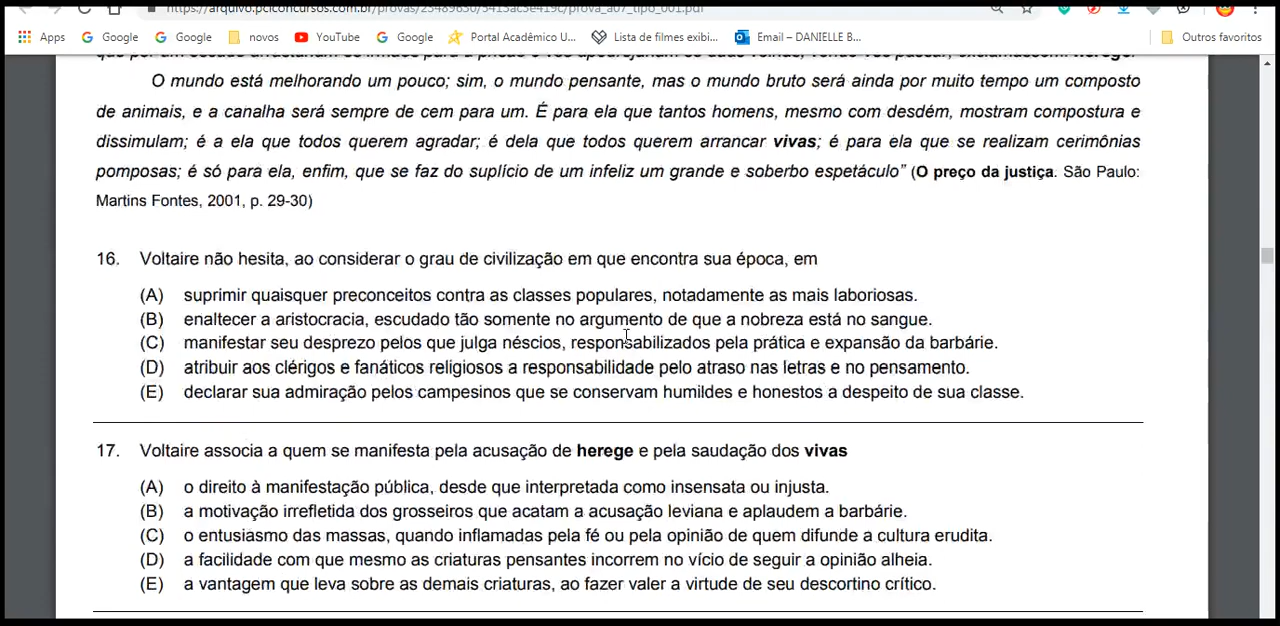 https://arquivo.pciconcursos.com.br/provas/23489630/5413ac5e419c/prova_a07_tipo_001.pdf
Apps Google Google novos YouTube Google Portal Acadêmico U... Lista de filmes exibi... Email – DANIELLE B... Outros favoritos
O mundo está melhorando um pouco; sim, o mundo pensante, mas o mundo bruto será ainda por muito tempo um composto
de animais, e a canalha será sempre de cem para um. É para ela que tantos homens, mesmo com desdém, mostram compostura e
dissimulam; é a ela que todos querem agradar; é dela que todos querem arrancar vivas; é para ela que se realizam cerimônias
pomposas; é só para ela, enfim, que se faz do suplício de um infeliz um grande e soberbo espetáculo” (O preço da justiça. São Paulo:
Martins Fontes, 2001, p. 29-30)
16. Voltaire não hesita, ao considerar o grau de civilização em que encontra sua época, em
(A) suprimir quaisquer preconceitos contra as classes populares, notadamente as mais laboriosas.
(B) enaltecer a aristocracia, escudado tão somente no argumento de que a nobreza está no sangue.
(C) manifestar seu desprezo pelos que julga néscios, responsabilizados pela prática e expansão da barbárie.
(D) atribuir aos clérigos e fanáticos religiosos a responsabilidade pelo atraso nas letras e no pensamento.
(E) declarar sua admiração pelos campesinos que se conservam humildes e honestos a despeito de sua classe.
17. Voltaire associa a quem se manifesta pela acusação de herege e pela saudação dos vivas
(A) o direito à manifestação pública, desde que interpretada como insensata ou injusta.
(B) a motivação irrefletida dos grosseiros que acatam a acusação leviana e aplaudem a barbárie.
(C) o entusiasmo das massas, quando inflamadas pela fé ou pela opinião de quem difunde a cultura erudita.
(D) a facilidade com que mesmo as criaturas pensantes incorrem no vício de seguir a opinião alheia.
(E) a vantagem que leva sobre as demais criaturas, ao fazer valer a virtude de seu descortino crítico.